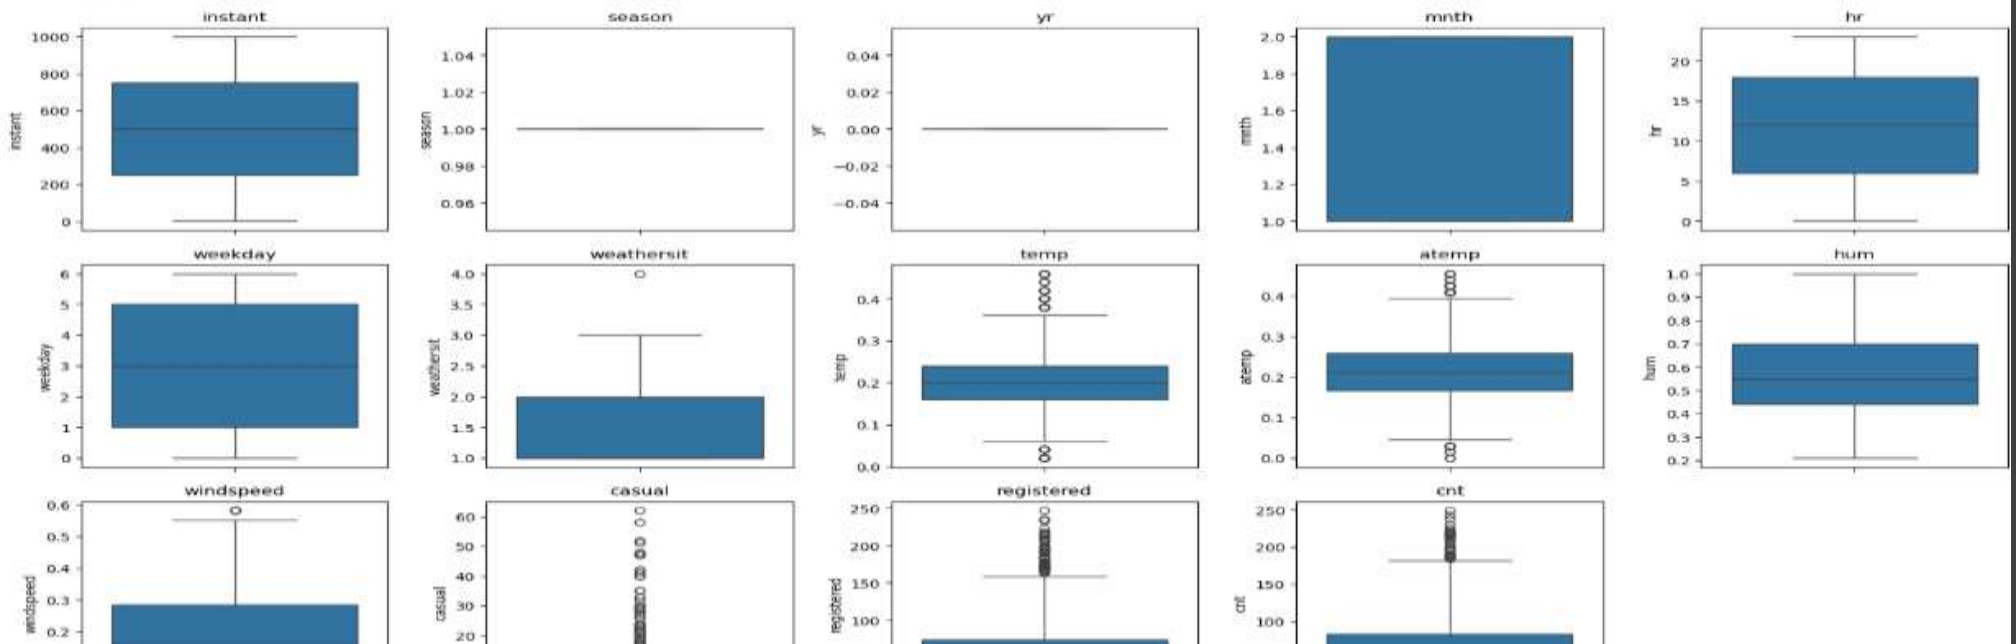 instant season yr mnth hr
1000 1.04 0.04 2.0 20
800 1.02 0.02 1.8 15
600 1.00 0.00 1.6 10
400 0.98 −0.02 1.4 5
200 0.96 −0.04 1.2 0
0 1.0
instant season yr mnth hr
weekday weathersit temp atemp hum
6 4.0 0.4 0.4 1.0
5 3.5 0.3 0.3 0.9
4 3.0 0.2 0.2 0.8
3 2.5 0.1 0.1 0.7
2 2.0 0.0 0.0 0.6
1 1.5 0.5
0 1.0 0.4
0.3
0.2
weekday weathersit temp atemp hum
windspeed casual registered cnt
0.6 60 250 250
0.5 50 200 200
0.4 40 150 150
0.3 30 100 100
0.2 20
windspeed casual registered cnt